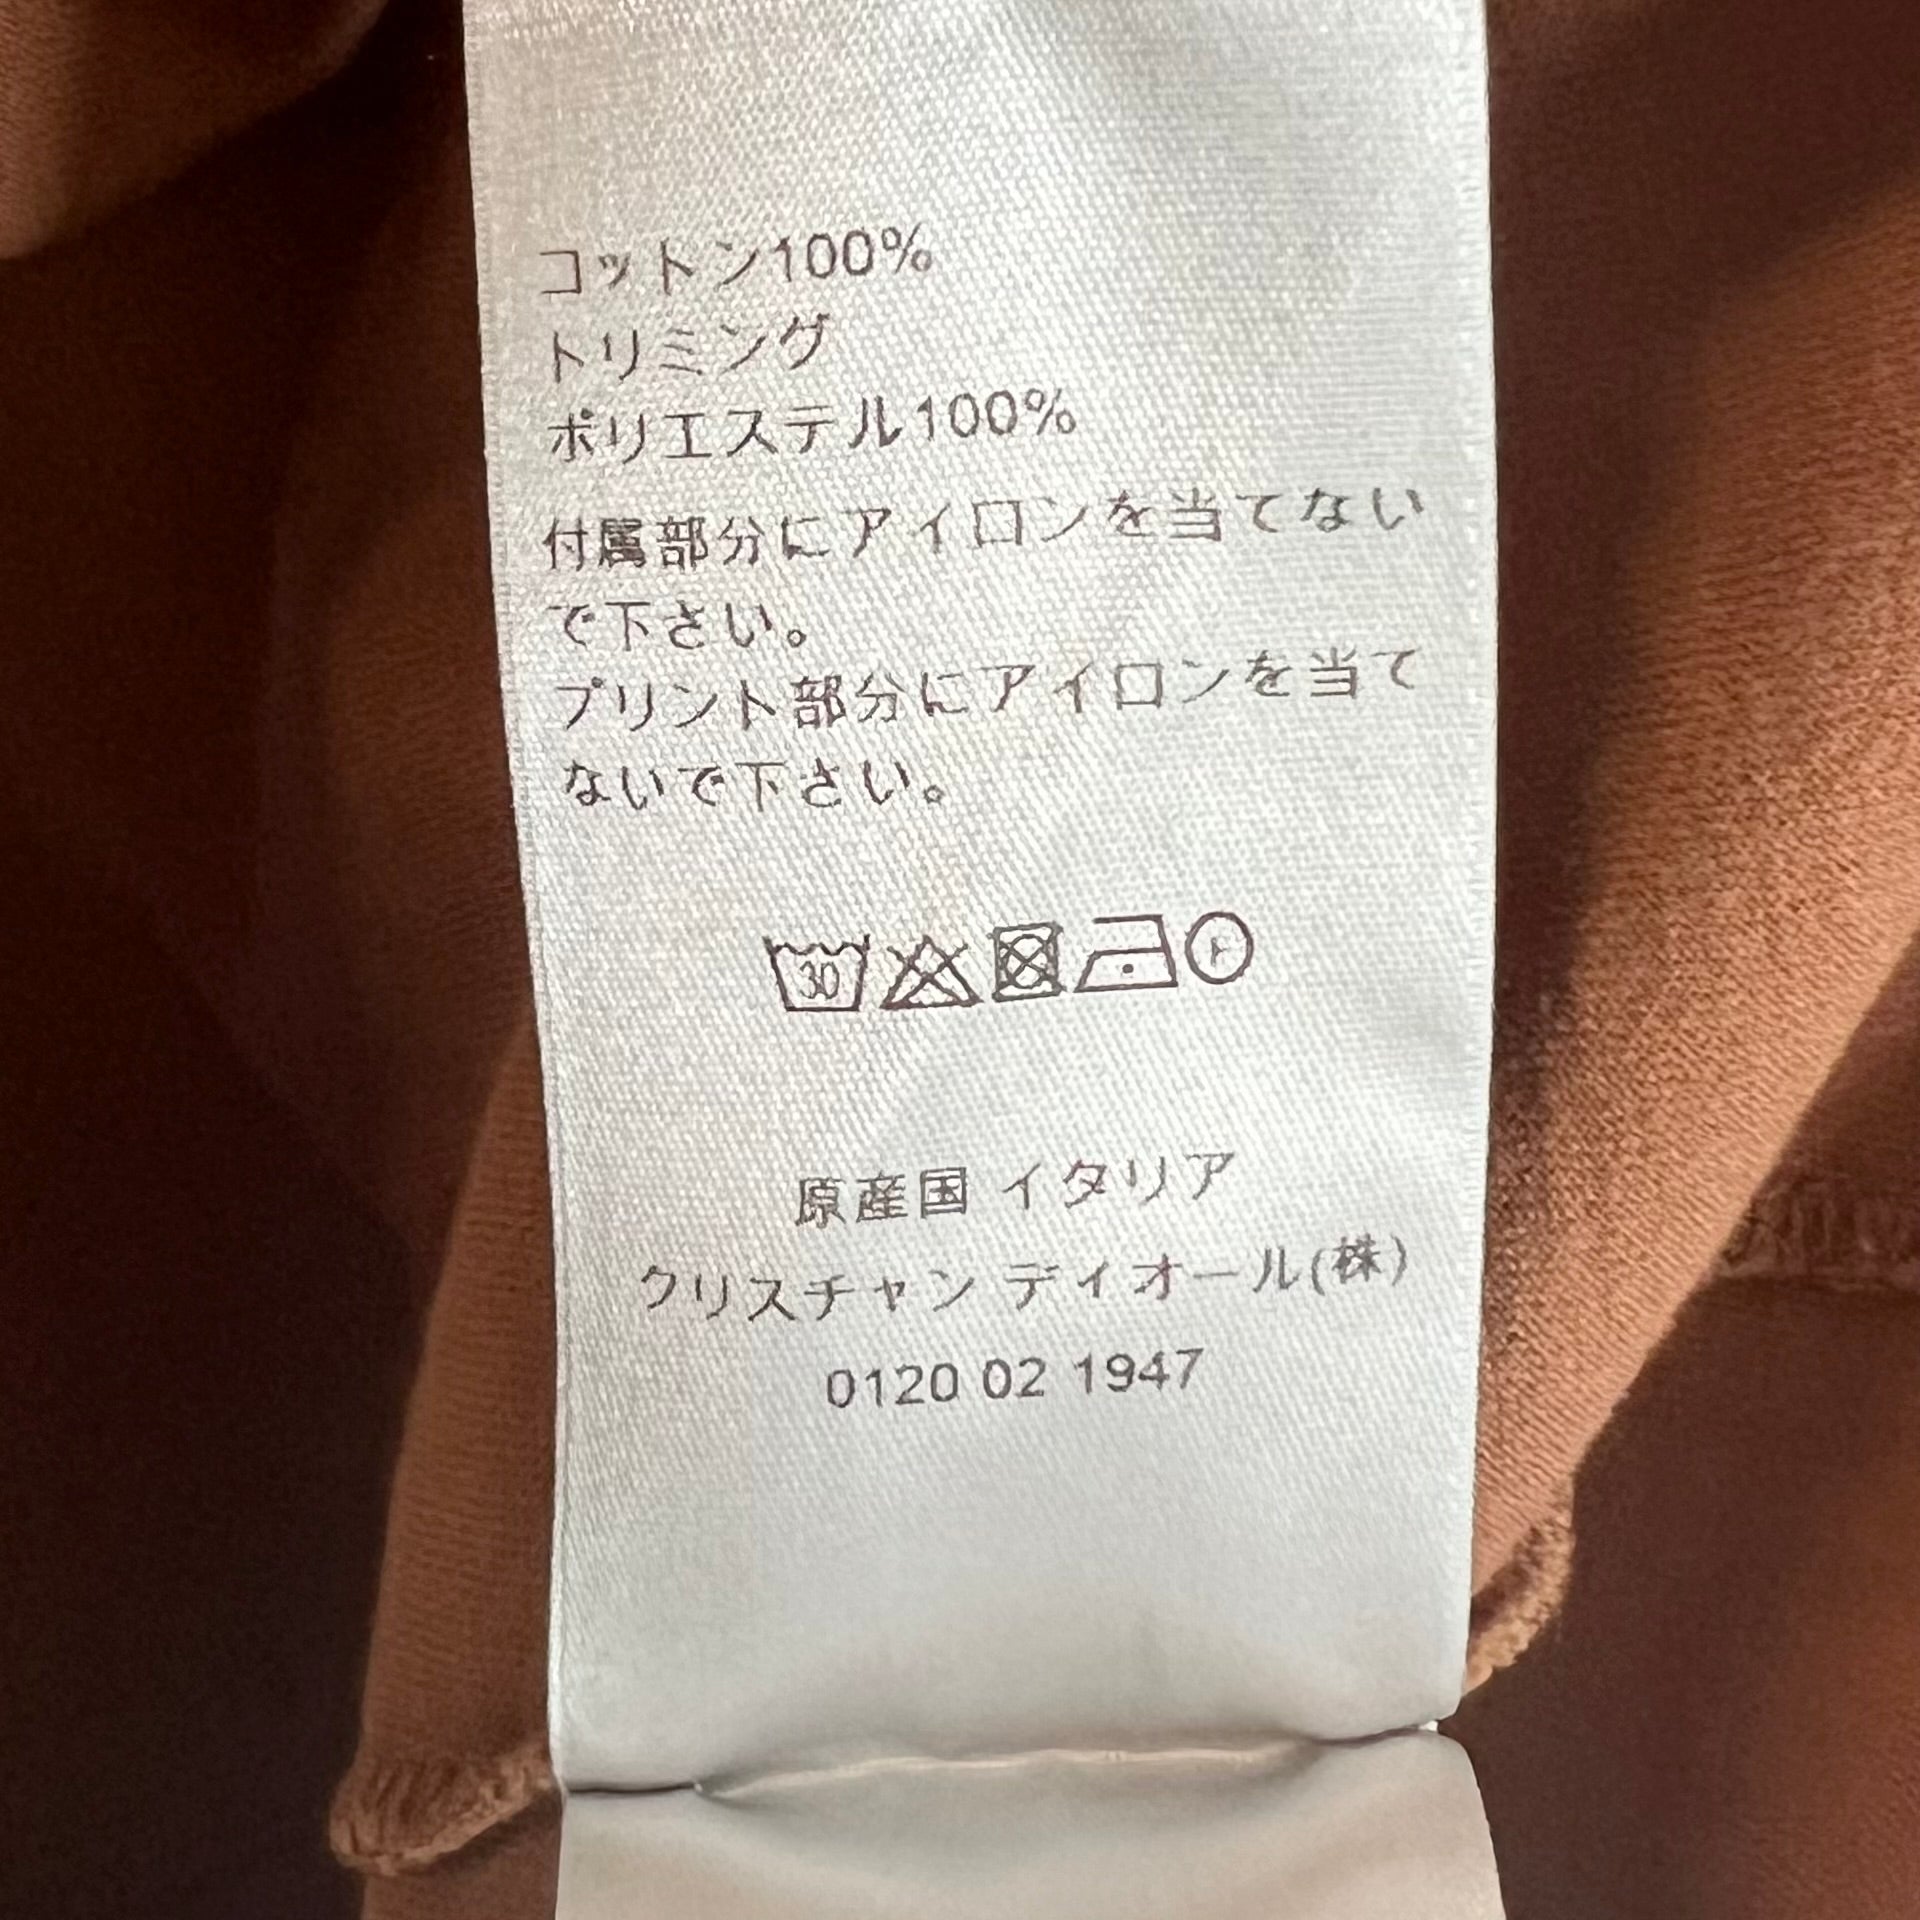 コットン100%
トリミング
ポリエステル100%
付属部分にアイロンを当てない
で下さい。
プリント部分にアイロンを当て
ないで下さい。
30
F
原産国 イタリア
クリスチャン ディオール(株)
0120 02 1947